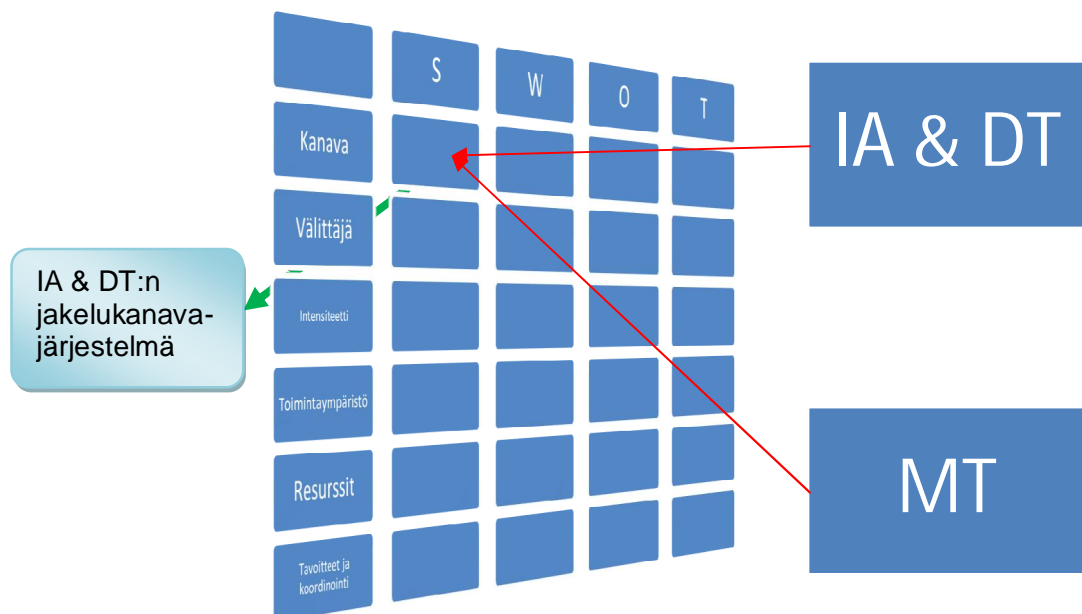 S
W
O
T
Kanava
Välittäjä
Intensiteetti
Toimintaympäristö
Resurssit
Tavoitteet ja
koordinointi
IA & DT:n
jakelukanava-
järjestelmä
IA & DT
MT